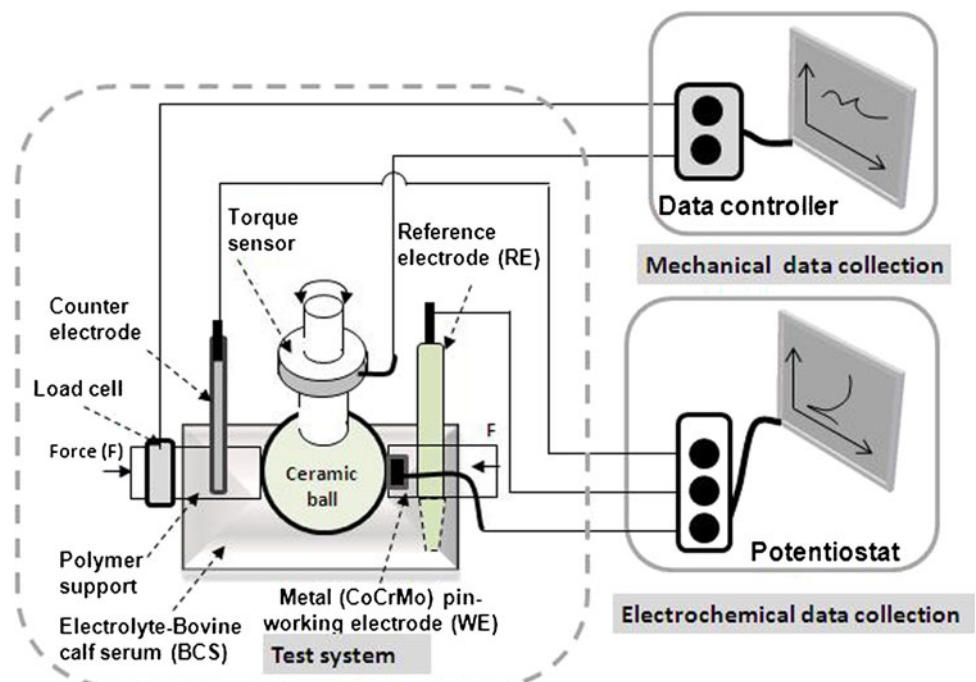 Torque
sensor
Reference
electrode (RE)
Counter
electrode
Load cell
Force (F)
F
Ceramic
ball
Polymer
support
Electrolyte-Bovine
calf serum (BCS)
Metal (CoCrMo) pin-
working electrode (WE)
Test system
Data controller
Mechanical data collection
Potentiostat
Electrochemical data collection